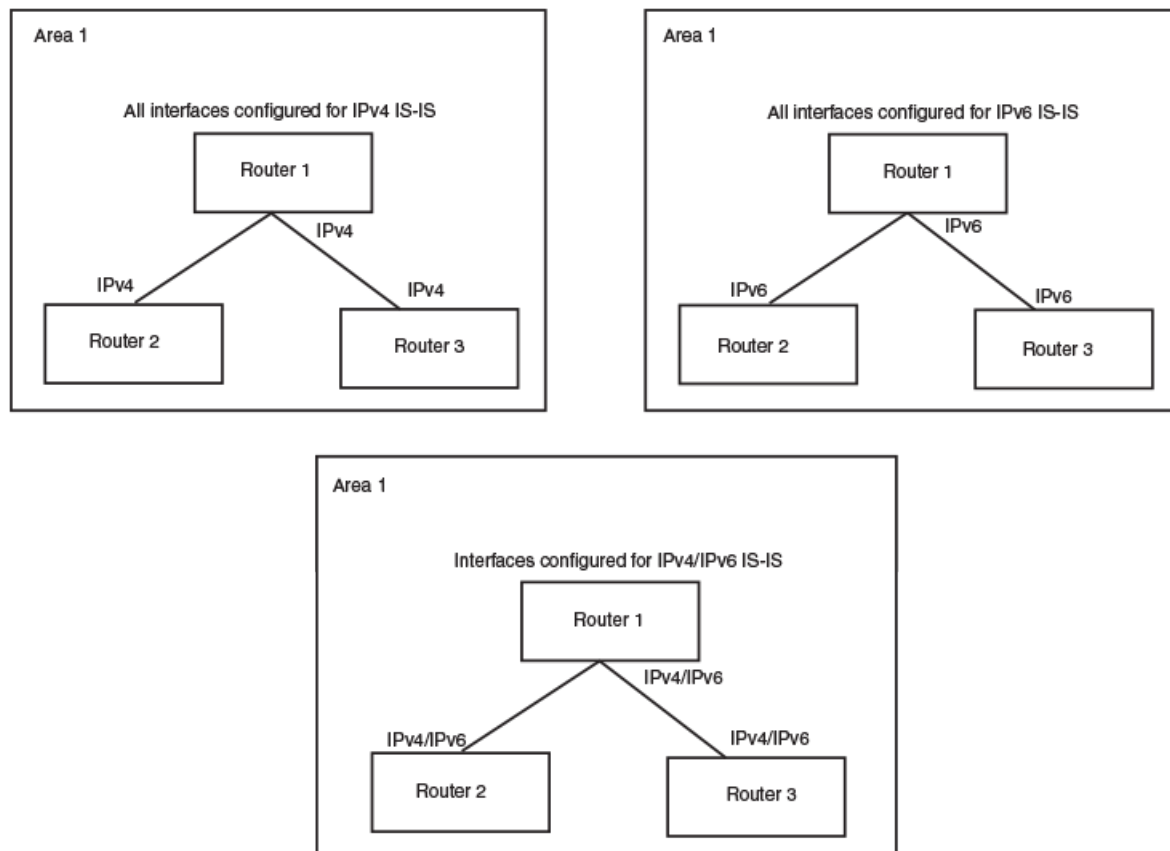 Area 1
All interfaces configured for IPv4 IS-IS
Router 1
IPv4
IPv4
IPv4
Router 2
Router 3
Area 1
All interfaces configured for IPv6 IS-IS
Router 1
IPv6
IPv6
IPv6
Router 2
Router 3
Area 1
Interfaces configured for IPv4/IPv6 IS-IS
Router 1
IPv4/IPv6
IPv4/IPv6
IPv4/IPv6
Router 2
Router 3